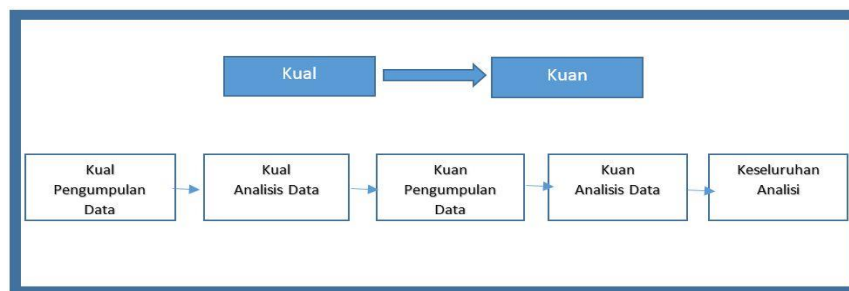 Kual
Kuan
Kual
Pengumpulan
Data
Kual
Analisis Data
Kuan
Pengumpulan
Data
Kuan
Analisis Data
Keseluruhan
Analisi